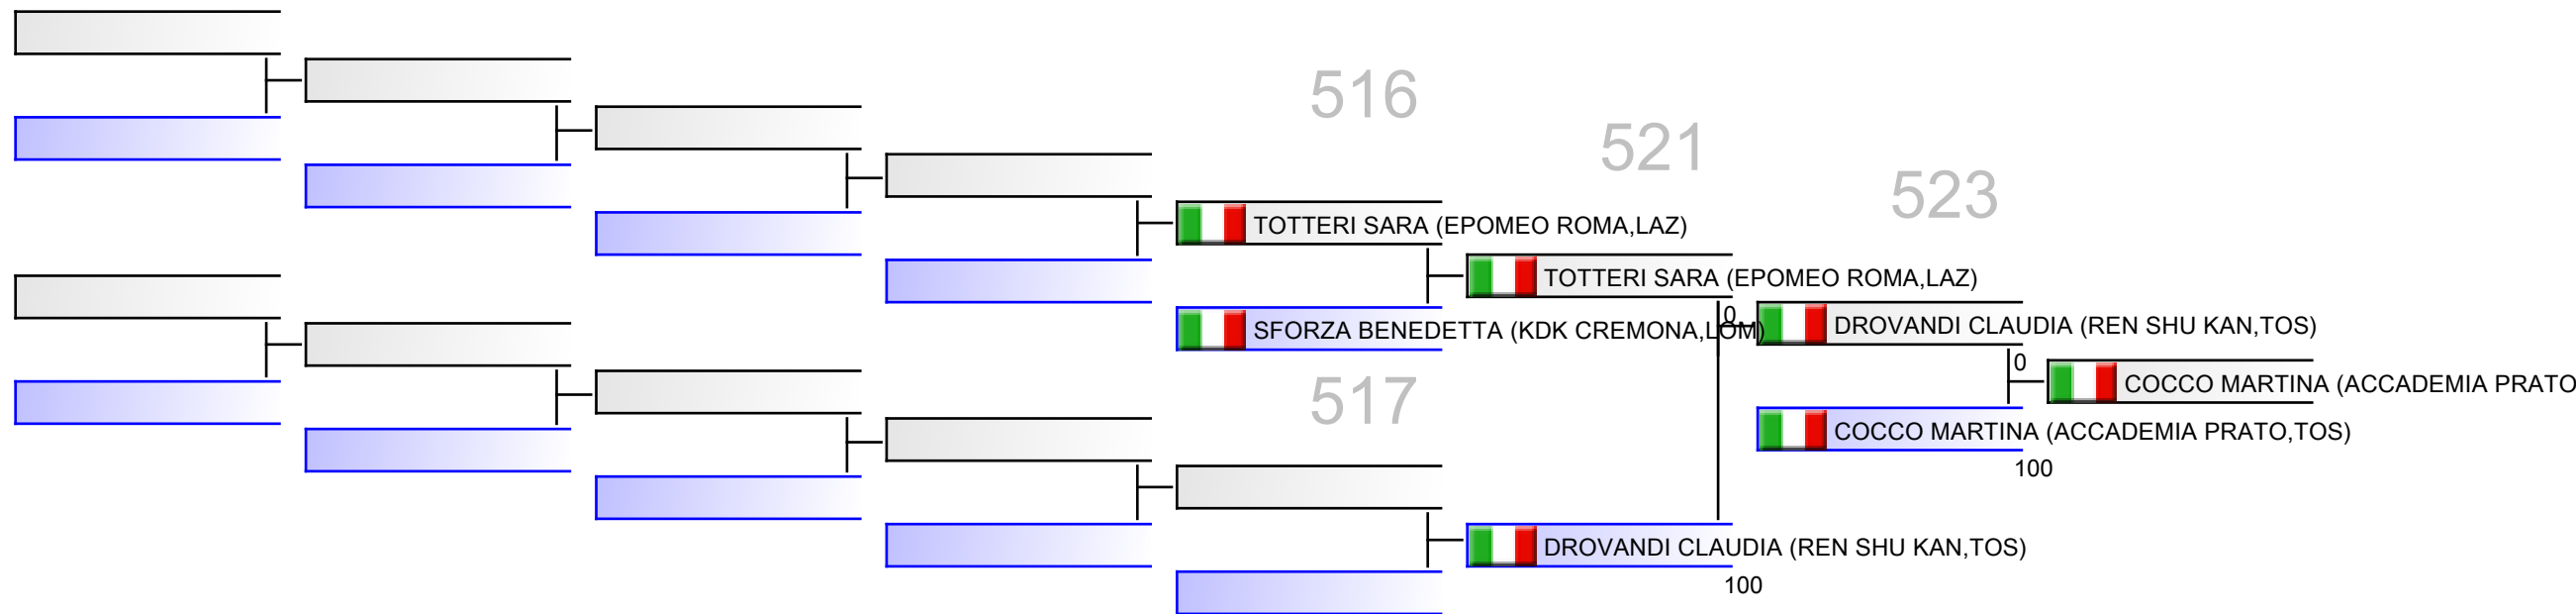 516
521
523
TOTTERI SARA (EPOMEO ROMA,LAZ)
TOTTERI SARA (EPOMEO ROMA,LAZ)
SFORZA BENEDETTA (KDK CREMONA,LOM)
0
DROVANDI CLAUDIA (REN SHU KAN,TOS)
0
COCCO MARTINA (ACCADEMIA PRATO
COCCO MARTINA (ACCADEMIA PRATO,TOS)
100
517
DROVANDI CLAUDIA (REN SHU KAN,TOS)
100